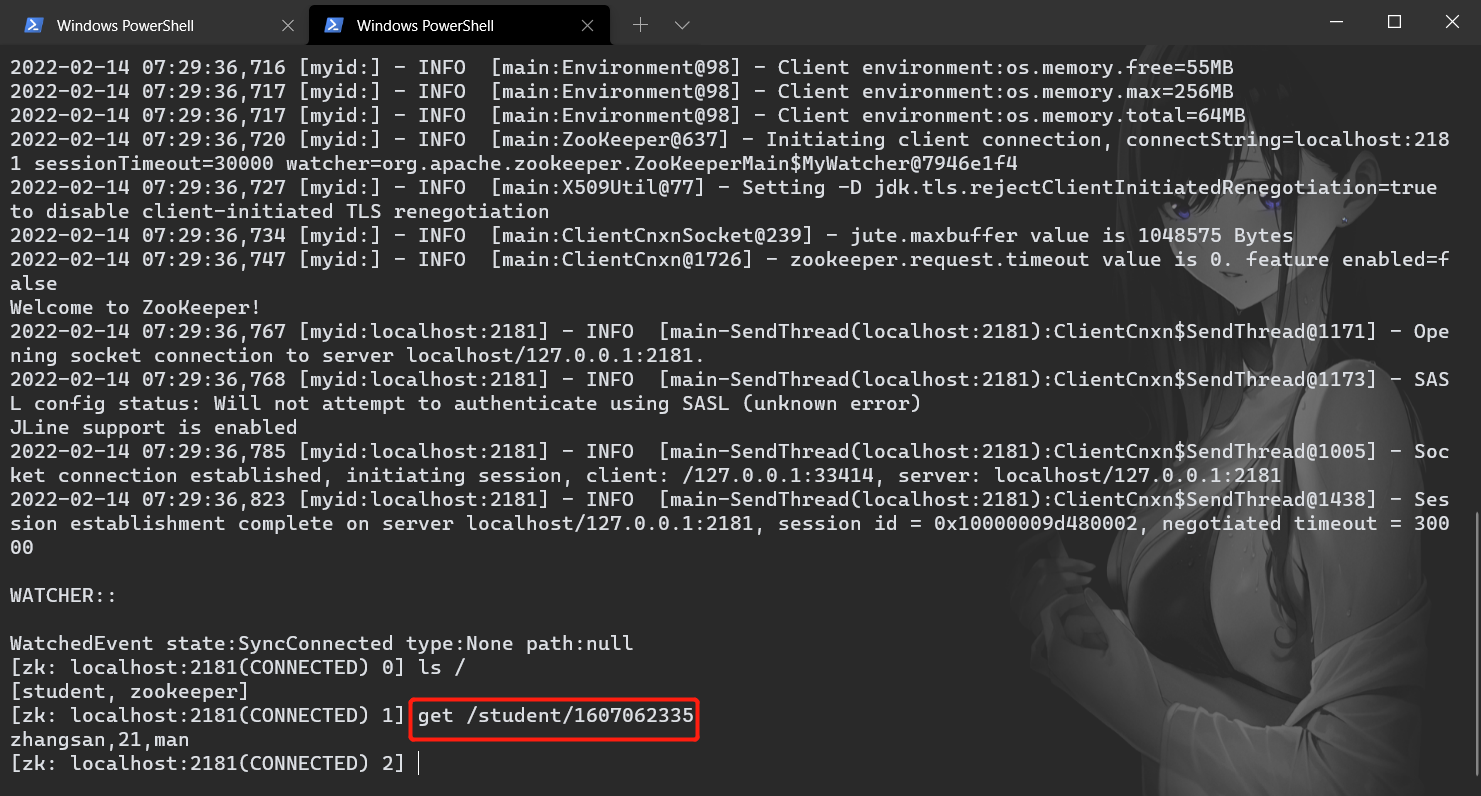 Windows PowerShell
Windows PowerShell
2022-02-14 07:29:36,716 [myid:] - INFO  [main:Environment@98] - Client environment:os.memory.free=55MB
2022-02-14 07:29:36,717 [myid:] - INFO  [main:Environment@98] - Client environment:os.memory.max=256MB
2022-02-14 07:29:36,717 [myid:] - INFO  [main:Environment@98] - Client environment:os.memory.total=64MB
2022-02-14 07:29:36,720 [myid:] - INFO  [main:ZooKeeper@637] - Initiating client connection, connectString=localhost:218
1 sessionTimeout=30000 watcher=org.apache.zookeeper.ZooKeeperMain$MyWatcher@7946e1f4
2022-02-14 07:29:36,727 [myid:] - INFO  [main:X509Util@77] - Setting -D jdk.tls.rejectClientInitiatedRenegotiation=true
to disable client-initiated TLS renegotiation
2022-02-14 07:29:36,734 [myid:] - INFO  [main:ClientCnxnSocket@239] - jute.maxbuffer value is 1048575 Bytes
2022-02-14 07:29:36,747 [myid:] - INFO  [main:ClientCnxn@1726] - zookeeper.request.timeout value is 0. feature enabled=f
alse
Welcome to ZooKeeper!
2022-02-14 07:29:36,767 [myid:localhost:2181] - INFO  [main-SendThread(localhost:2181):ClientCnxn$SendThread@1171] - Ope
ning socket connection to server localhost/127.0.0.1:2181.
2022-02-14 07:29:36,768 [myid:localhost:2181] - INFO  [main-SendThread(localhost:2181):ClientCnxn$SendThread@1173] - SAS
L config status: Will not attempt to authenticate using SASL (unknown error)
JLine support is enabled
2022-02-14 07:29:36,785 [myid:localhost:2181] - INFO  [main-SendThread(localhost:2181):ClientCnxn$SendThread@1005] - Soc
ket connection established, initiating session, client: /127.0.0.1:33414, server: localhost/127.0.0.1:2181
2022-02-14 07:29:36,823 [myid:localhost:2181] - INFO  [main-SendThread(localhost:2181):ClientCnxn$SendThread@1438] - Ses
sion establishment complete on server localhost/127.0.0.1:2181, session id = 0x10000009d480002, negotiated timeout = 300
00
WATCHER::
WatchedEvent state:SyncConnected type:None path:null
[zk: localhost:2181(CONNECTED) 0] ls /
[student, zookeeper]
[zk: localhost:2181(CONNECTED) 1] get /student/1607062335
zhangsan,21,man
[zk: localhost:2181(CONNECTED) 2]